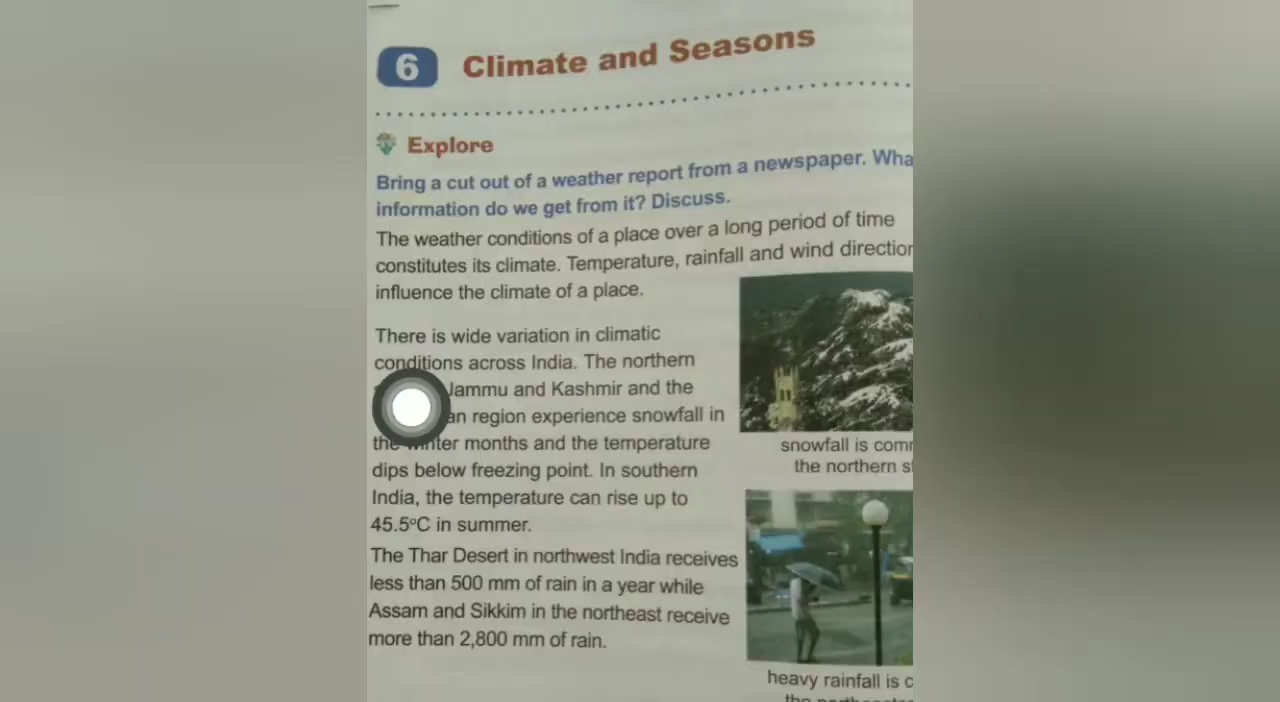 6 Climate and Seasons
Explore
Bring a cut out of a weather report from a newspaper. Wha
information do we get from it? Discuss.
The weather conditions of a place over a long period of time
constitutes its climate. Temperature, rainfall and wind direction
influence the climate of a place.
There is wide variation in climatic
conditions across India. The northern
Jammu and Kashmir and the
an region experience snowfall in
the winter months and the temperature
dips below freezing point. In southern
India, the temperature can rise up to
45.5°C in summer.
The Thar Desert in northwest India receives
less than 500 mm of rain in a year while
Assam and Sikkim in the northeast receive
more than 2,800 mm of rain.
snowfall is com
the northern s
heavy rainfall is c
the northeaste